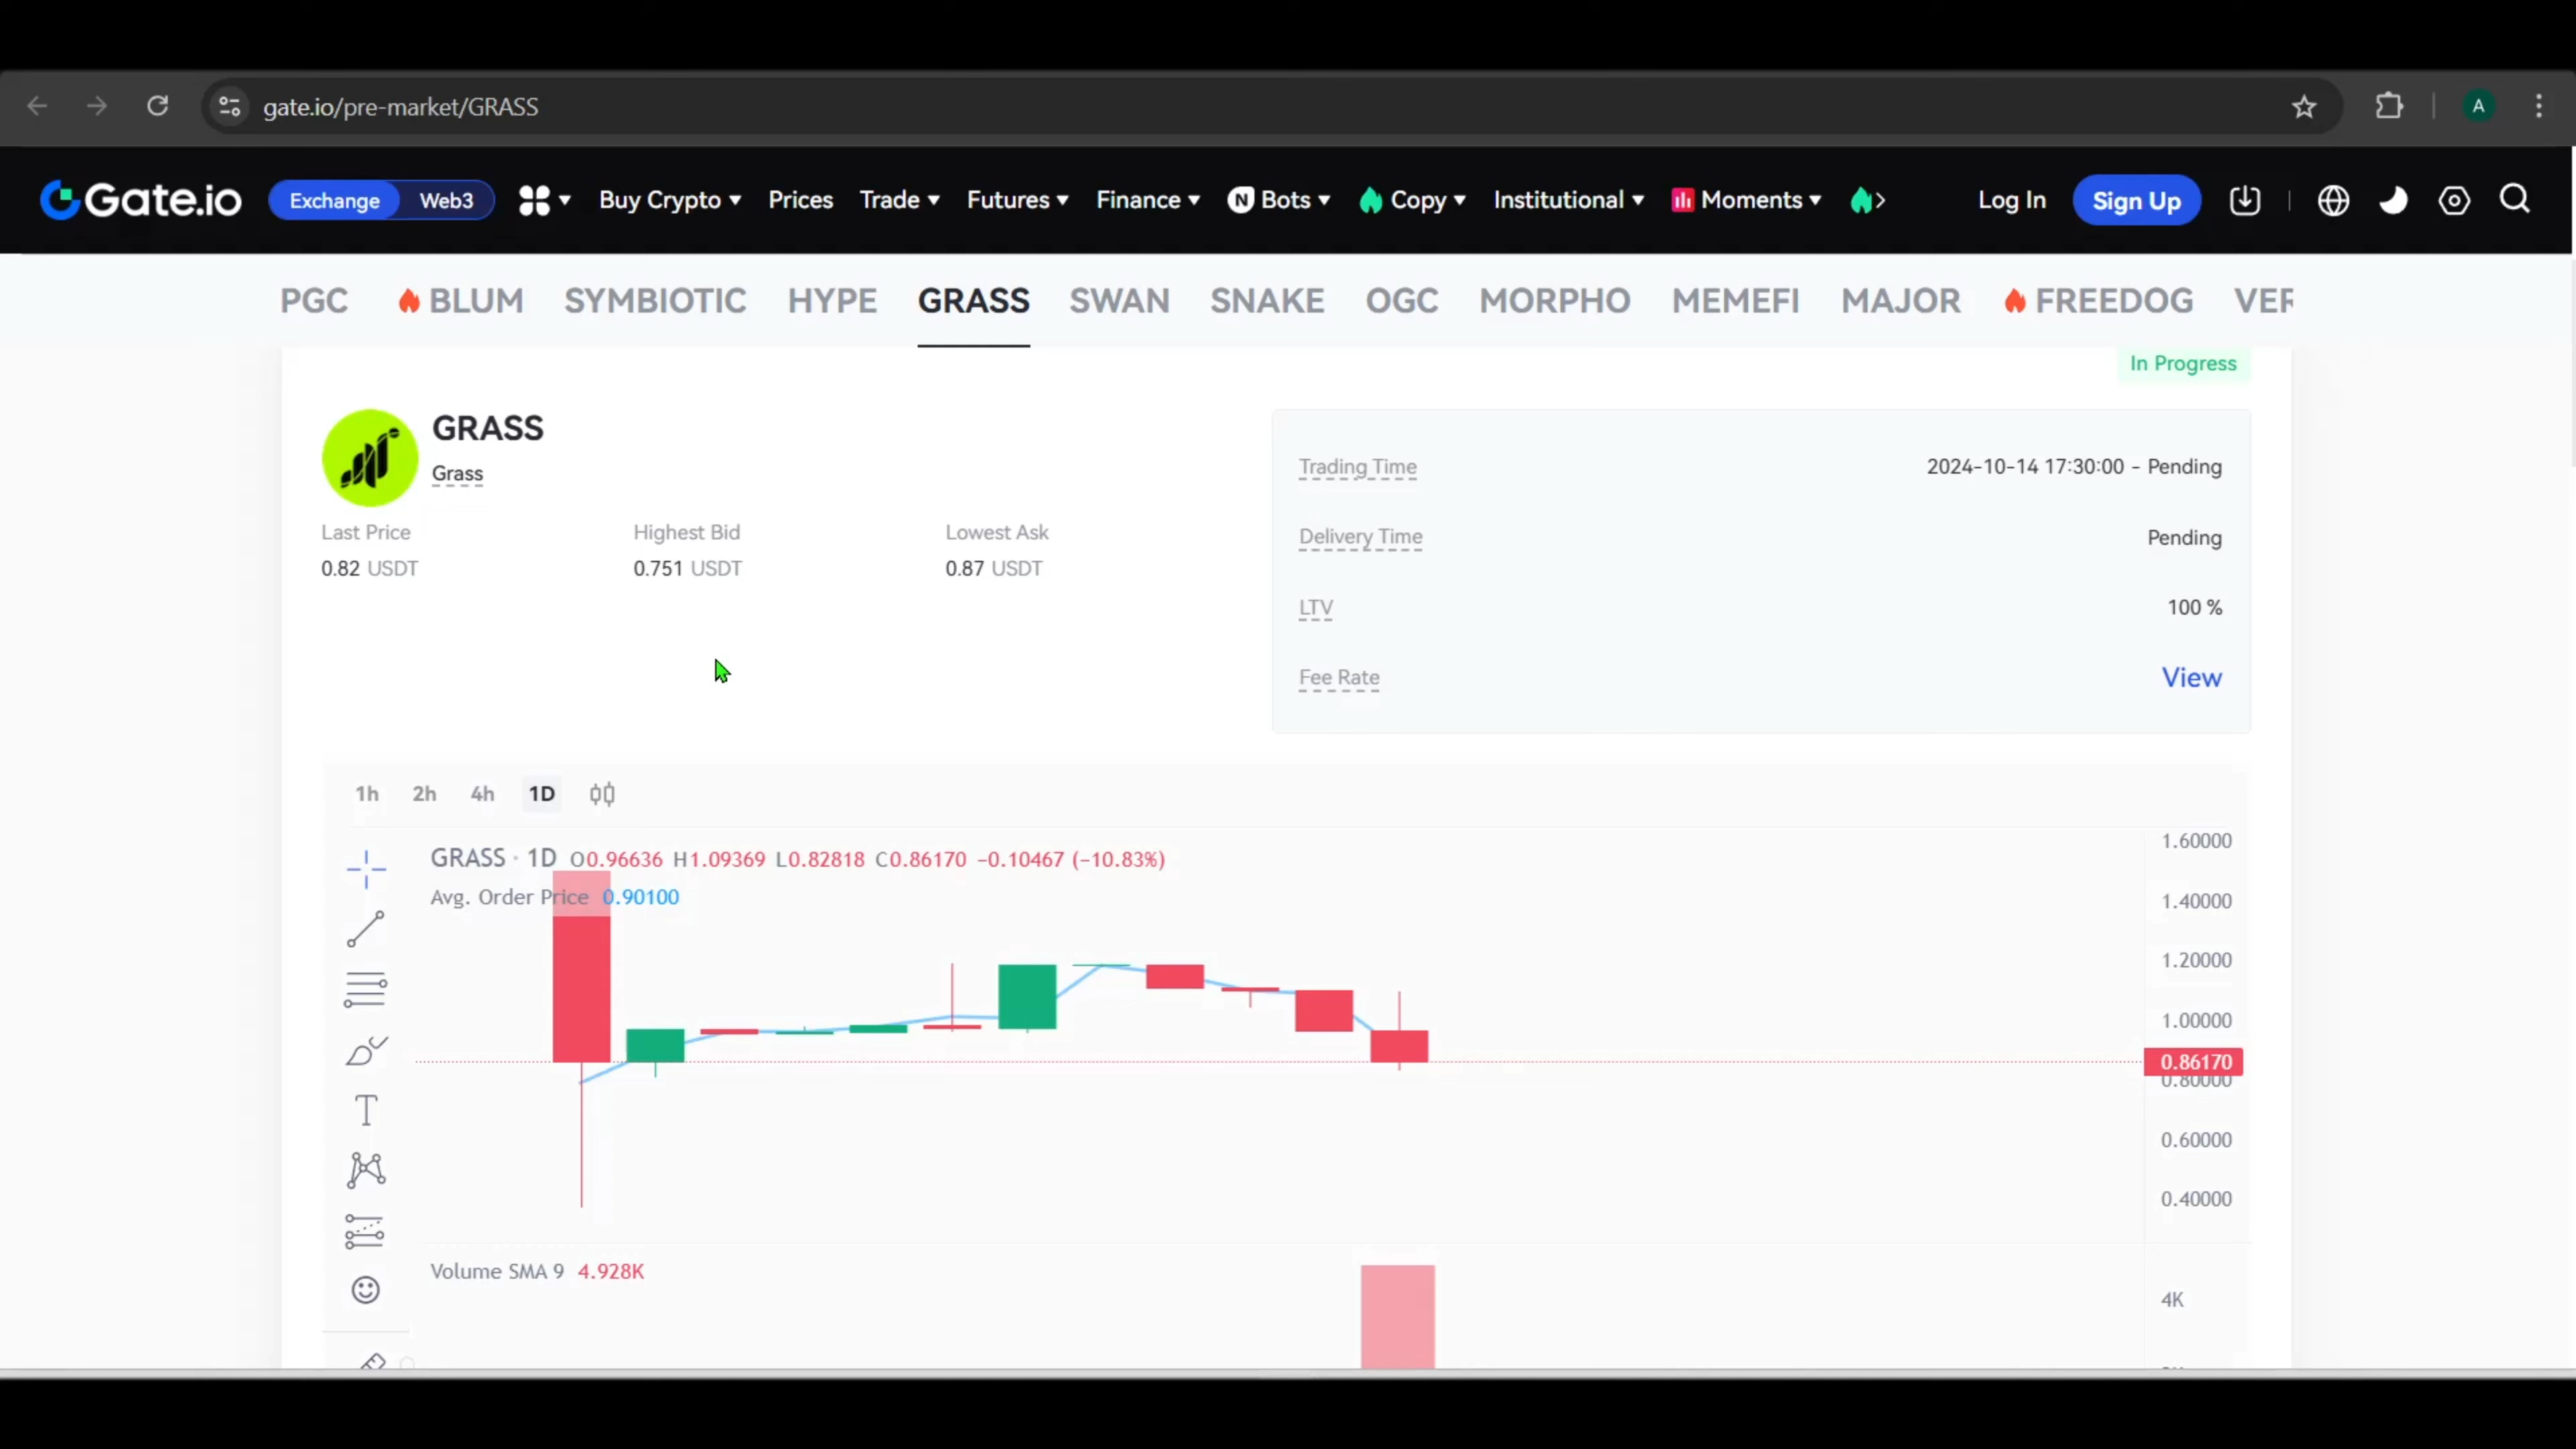 gate.io/pre-market/GRASS
A
Gate.io Exchange Web3 Buy Crypto Prices Trade Futures Finance Bots Copy Institutional Moments Log In Sign Up
PGC BLUM SYMBIOTIC HYPE GRASS SWAN SNAKE OGC MORPHO MEMEFI MAJOR FREEDOG VER
In Progress
GRASS
Grass
Last Price Highest Bid Lowest Ask
0.82 USDT 0.751 USDT 0.87 USDT
Trading Time 2024-10-14 17:30:00 - Pending
Delivery Time Pending
LTV 100 %
Fee Rate View
1h 2h 4h 1D
GRASS · 1D O0.96636 H1.09369 L0.82818 C0.86170 −0.10467 (−10.83%)
Avg. Order Price 0.90100
1.60000
1.40000
1.20000
1.00000
0.86170
0.80000
0.60000
0.40000
Volume SMA 9 4.928K
4K